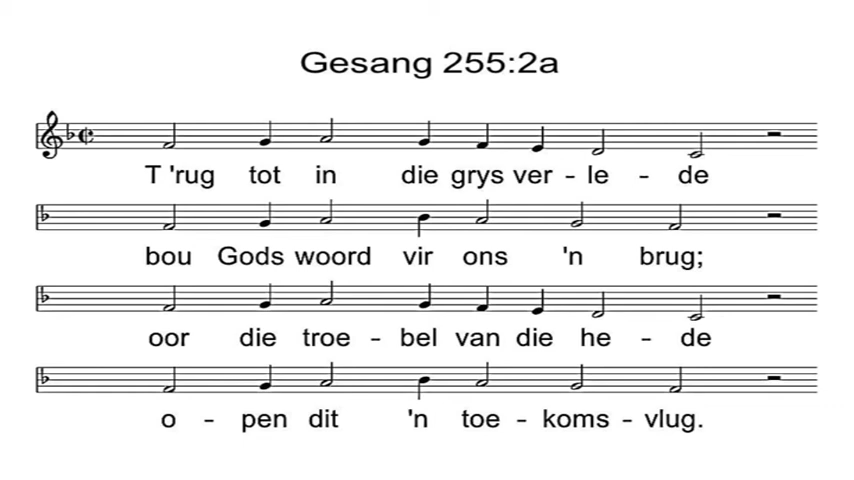 Gesang 255:2a
T 'rug tot in die grys ver - le - de
bou Gods woord vir ons 'n brug;
oor die troe - bel van die he - de
o - pen dit 'n toe - koms - vlug.